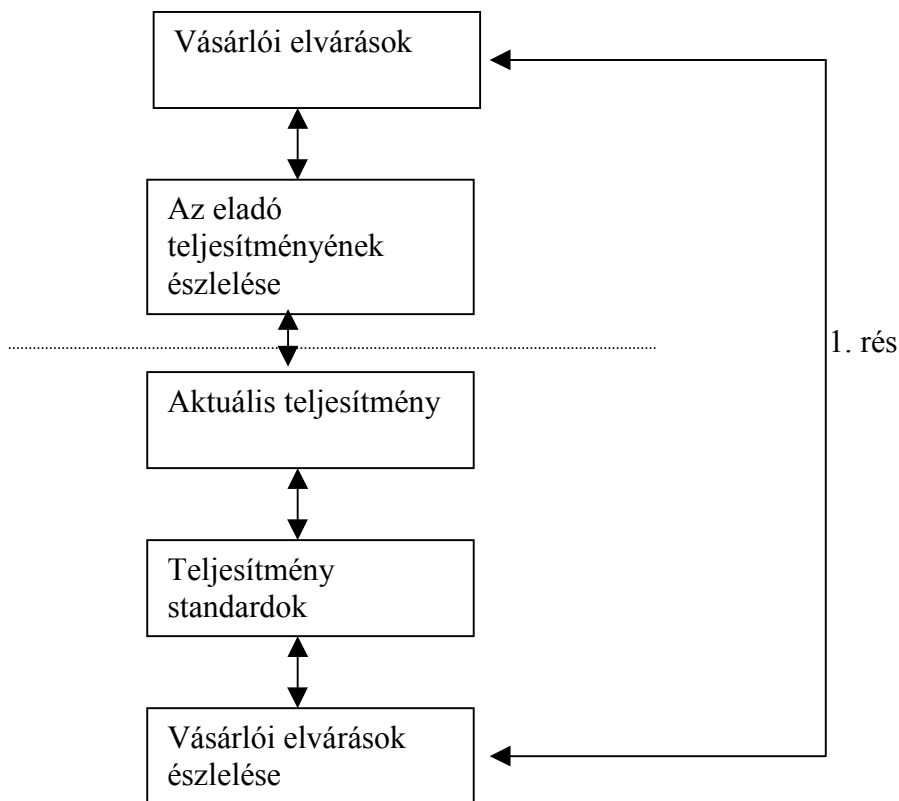 Vásárlói elvárások
Az eladó
teljesítményének
észlelése
1. rés
Aktuális teljesítmény
Teljesítmény
standardok
Vásárlói elvárások
észlelése